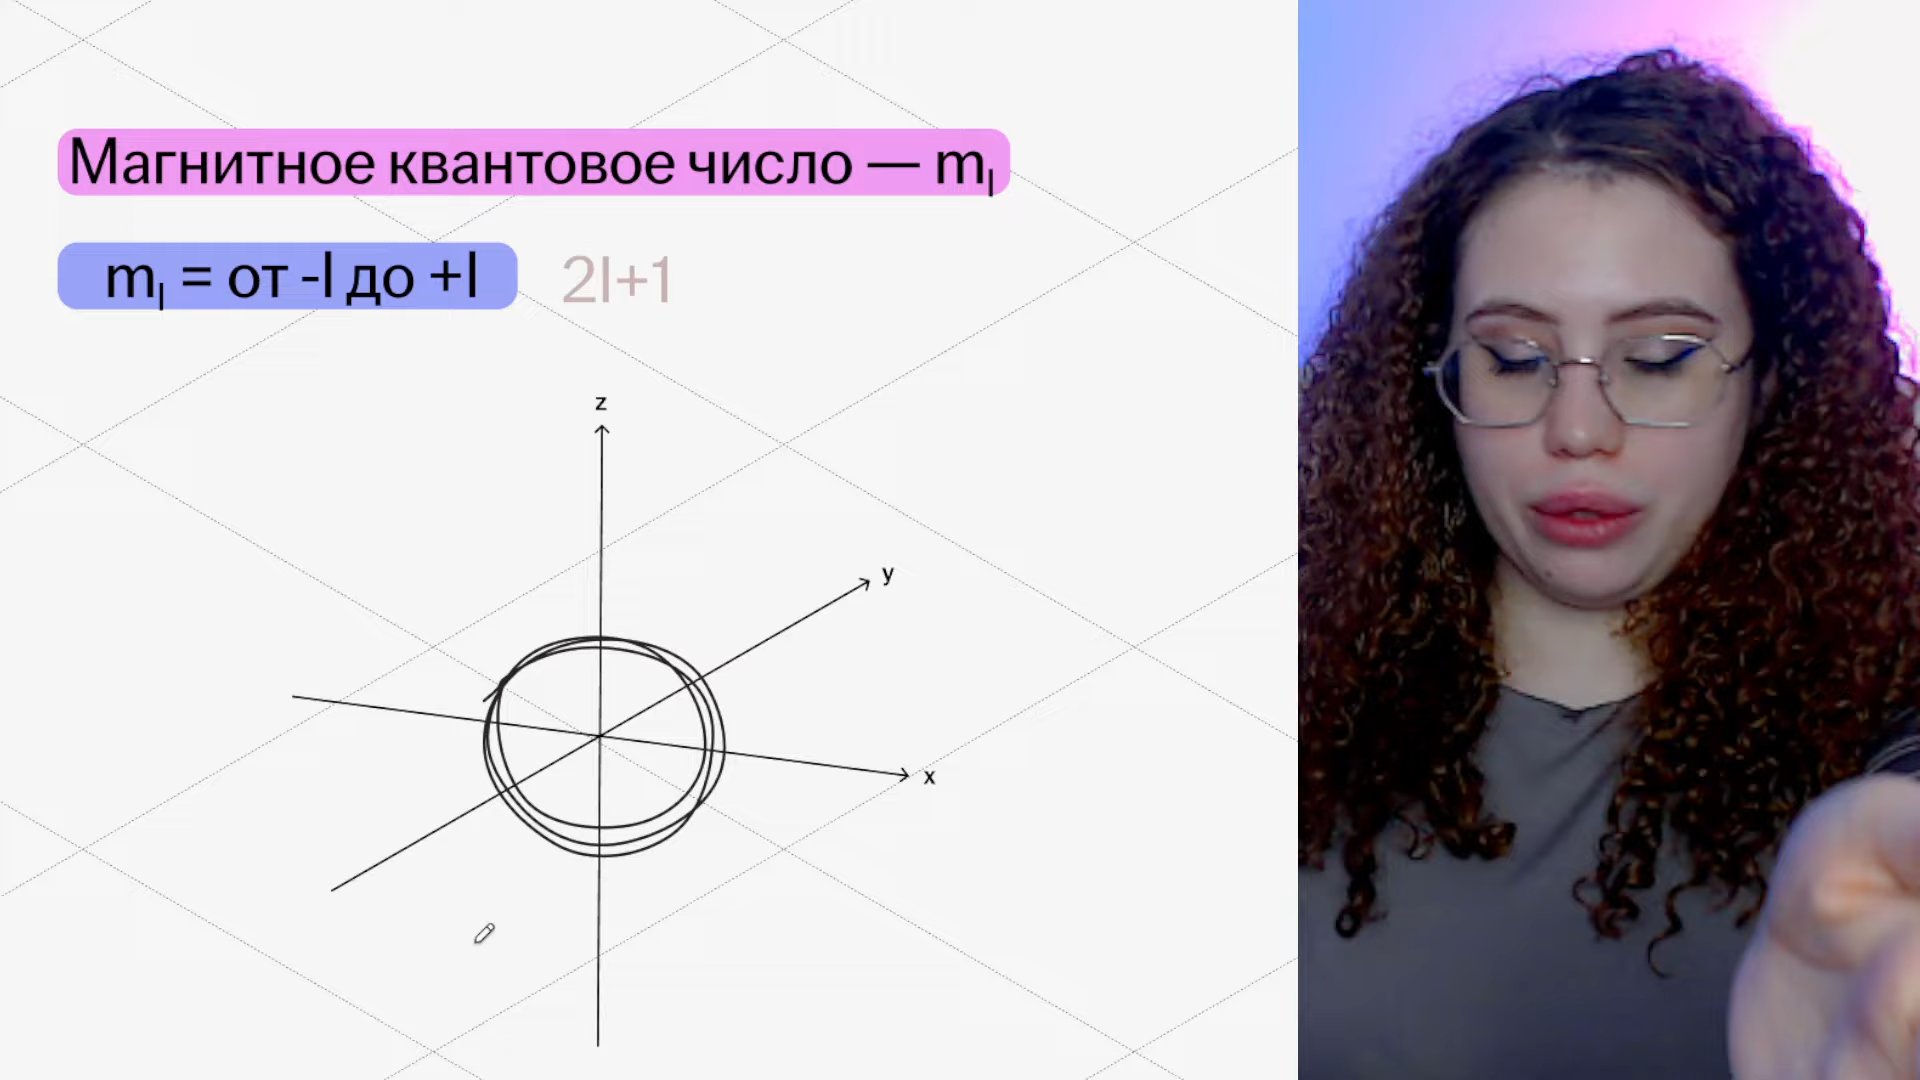 Магнитное квантовое число — mₗ
mₗ = от -l до +l 2l+1
z
y
x